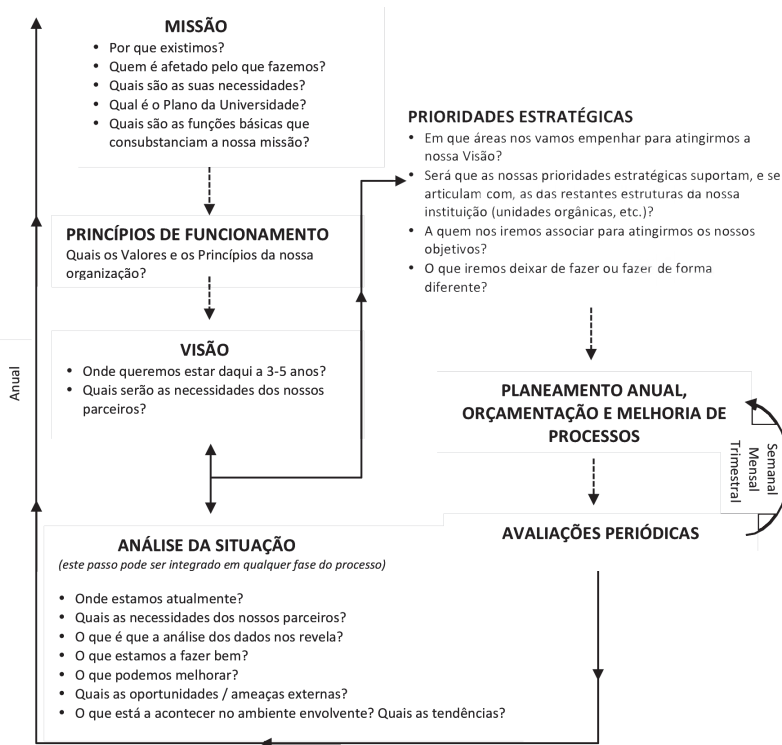 MISSÃO
• Por que existimos?
• Quem é afetado pelo que fazemos?
• Quais são as suas necessidades?
• Qual é o Plano da Universidade?
• Quais são as funções básicas que
consubstanciam a nossa missão?
PRINCÍPIOS DE FUNCIONAMENTO
Quais os Valores e os Princípios da nossa
organização?
VISÃO
• Onde queremos estar daqui a 3-5 anos?
• Quais serão as necessidades dos nossos
parceiros?
Anual
ANÁLISE DA SITUAÇÃO
(este passo pode ser integrado em qualquer fase do processo)
• Onde estamos atualmente?
• Quais as necessidades dos nossos parceiros?
• O que é que a análise dos dados nos revela?
• O que estamos a fazer bem?
• O que podemos melhorar?
• Quais as oportunidades / ameaças externas?
• O que está a acontecer no ambiente envolvente? Quais as tendências?
PRIORIDADES ESTRATÉGICAS
• Em que áreas nos vamos empenhar para atingirmos a
nossa Visão?
• Será que as nossas prioridades estratégicas suportam, e se
articulam com, as das restantes estruturas da nossa
instituição (unidades orgânicas, etc.)?
• A quem nos iremos associar para atingirmos os nossos
objetivos?
• O que iremos deixar de fazer ou fazer de forma
diferente?
PLANEAMENTO ANUAL,
ORÇAMENTAÇÃO E MELHORIA DE
PROCESSOS
Semanal
Mensal
Trimestral
AVALIAÇÕES PERIÓDICAS